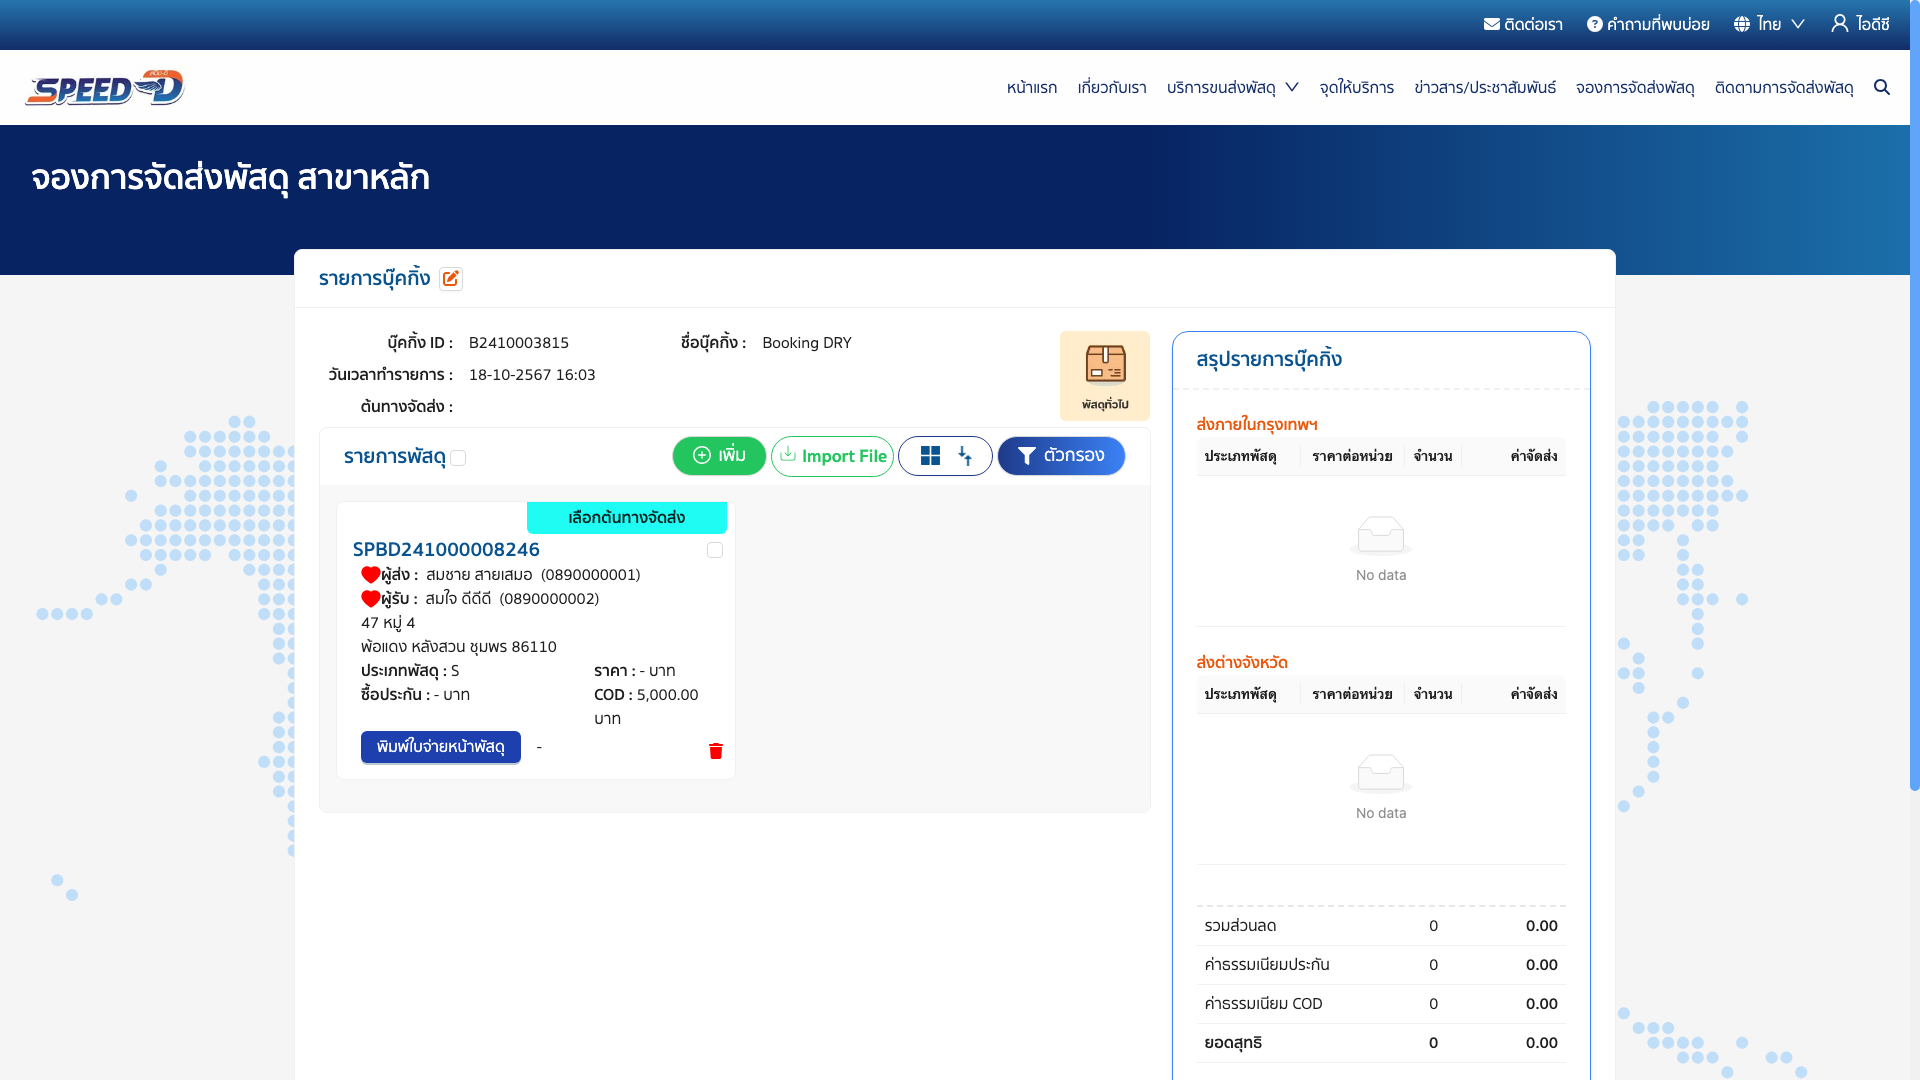 ติดต่อเรา คำถามที่พบบ่อย ไทย ไอดีซี
SPEED-D
หน้าแรก เกี่ยวกับเรา บริการขนส่งพัสดุ จุดให้บริการ ข่าวสาร/ประชาสัมพันธ์ จองการจัดส่งพัสดุ ติดตามการจัดส่งพัสดุ
จองการจัดส่งพัสดุ สาขาหลัก
รายการบุ๊คกิ้ง
บุ๊คกิ้ง ID : B2410003815 ชื่อบุ๊คกิ้ง : Booking DRY
วันเวลาทำรายการ : 18-10-2567 16:03
ต้นทางจัดส่ง :
พัสดุทั่วไป
รายการพัสดุ เพิ่ม Import File ตัวกรอง
เลือกต้นทางจัดส่ง
SPBD241000008246
ผู้ส่ง : สมชาย สายเสมอ (0890000001)
ผู้รับ : สมใจ ดีดีดี (0890000002)
47 หมู่ 4
พ้อแดง หลังสวน ชุมพร 86110
ประเภทพัสดุ : S ราคา : - บาท
ซื้อประกัน : - บาท COD : 5,000.00 บาท
พิมพ์ใบจ่ายหน้าพัสดุ -
สรุปรายการบุ๊คกิ้ง
ส่งภายในกรุงเทพฯ
ประเภทพัสดุ ราคาต่อหน่วย จำนวน ค่าจัดส่ง
No data
ส่งต่างจังหวัด
ประเภทพัสดุ ราคาต่อหน่วย จำนวน ค่าจัดส่ง
No data
รวมส่วนลด 0 0.00
ค่าธรรมเนียมประกัน 0 0.00
ค่าธรรมเนียม COD 0 0.00
ยอดสุทธิ 0 0.00